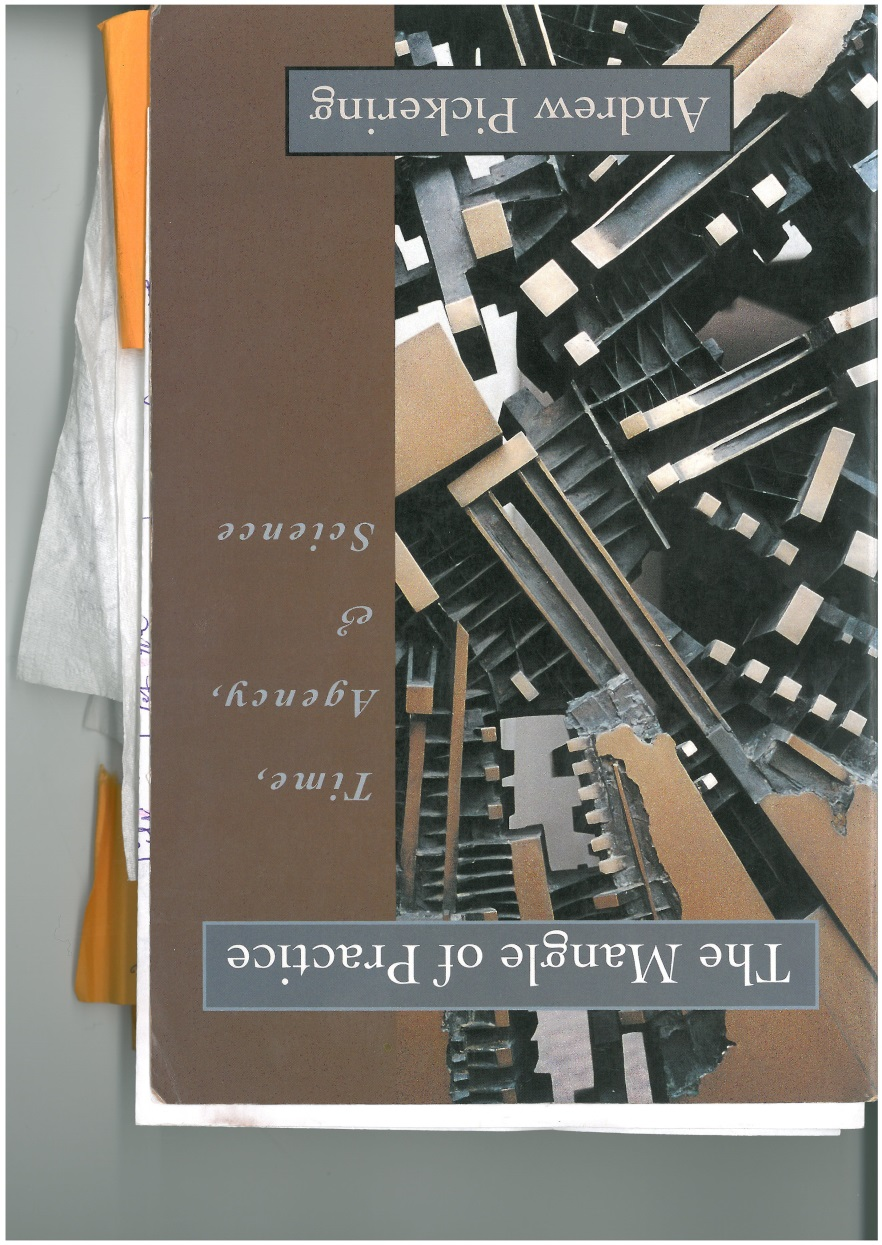 The Mangle of Practice
Time,
Agency,
&
Science
Andrew Pickering